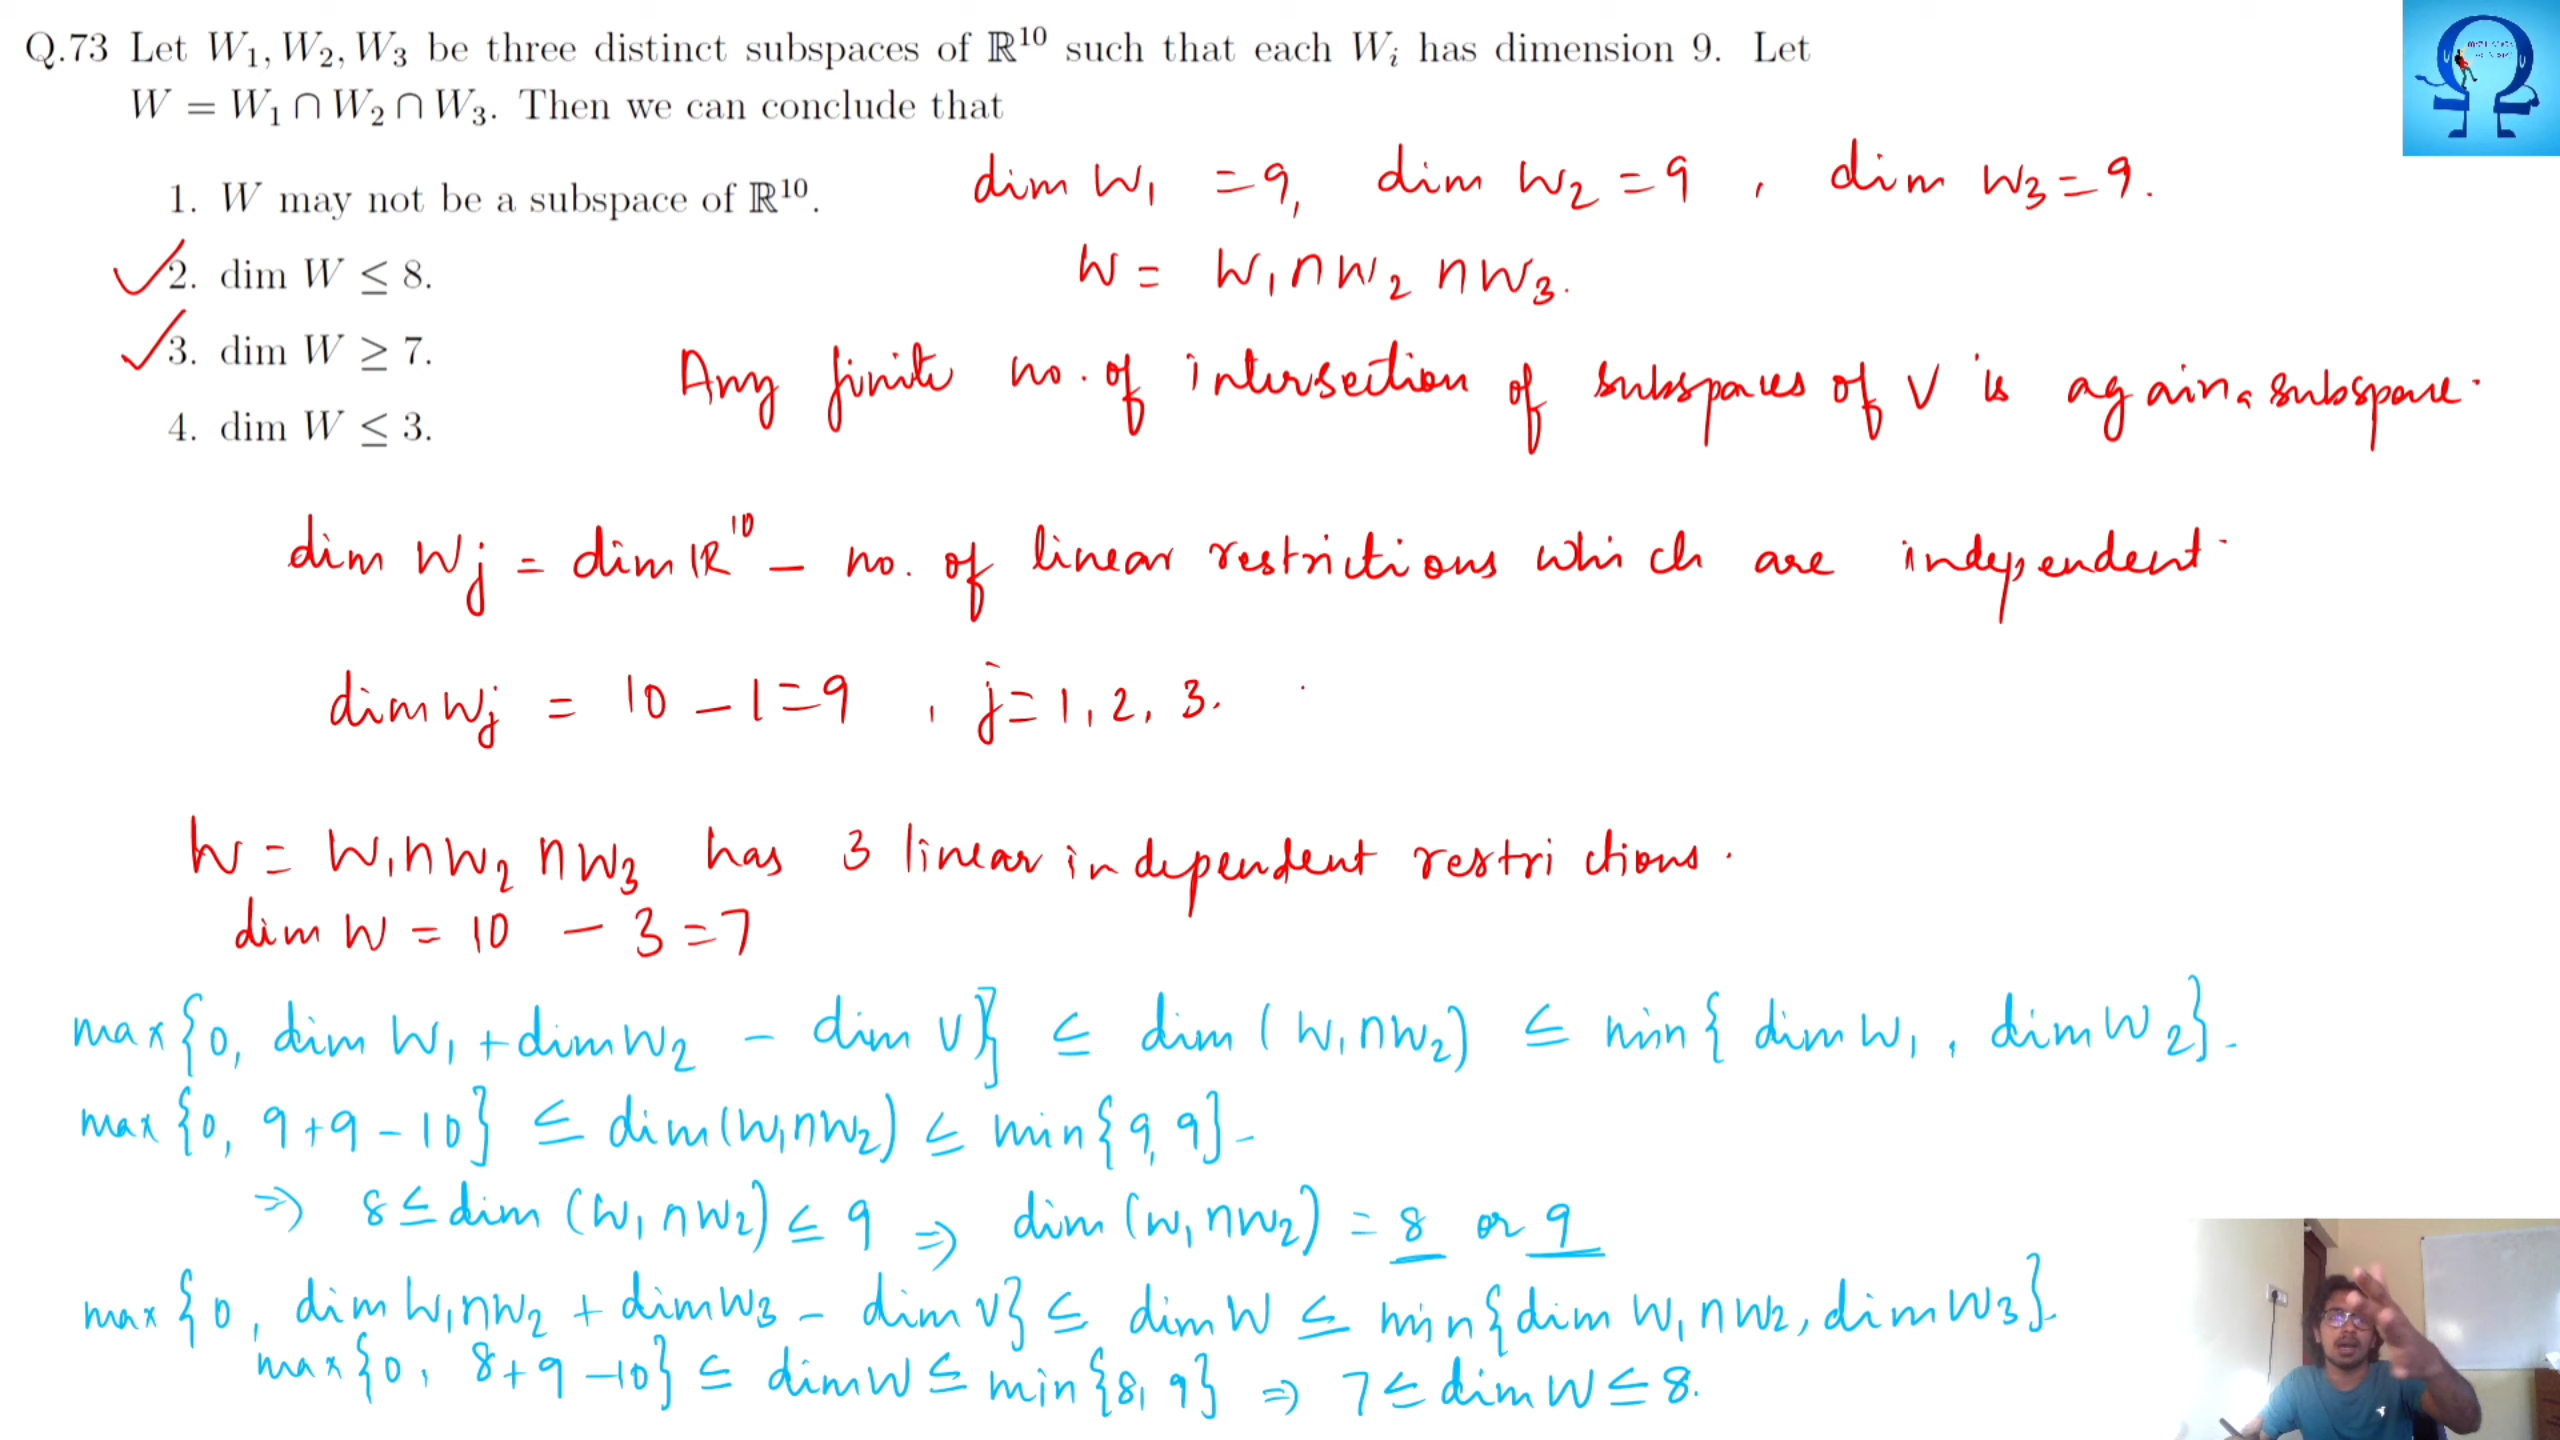 Q.73 Let W₁, W₂, W₃ be three distinct subspaces of ℝ¹⁰ such that each Wᵢ has dimension 9. Let
W = W₁ ∩ W₂ ∩ W₃. Then we can conclude that
1. W may not be a subspace of ℝ¹⁰.
✓2. dim W ≤ 8.
✓3. dim W ≥ 7.
4. dim W ≤ 3.
dim W₁ = 9, dim W₂ = 9, dim W₃ = 9.
W = W₁ ∩ W₂ ∩ W₃.
Any finite no. of intersection of subspaces of V is again a subspace.
dim Wⱼ = dim ℝ¹⁰ – no. of linear restrictions which are independent.
dim Wⱼ = 10 – 1 = 9, j = 1, 2, 3.
W = W₁ ∩ W₂ ∩ W₃ has 3 linear independent restrictions.
dim W = 10 – 3 = 7
max{0, dim W₁ + dim W₂ – dim V} ≤ dim (W₁ ∩ W₂) ≤ min{dim W₁, dim W₂}.
max{0, 9+9–10} ≤ dim(W₁ ∩ W₂) ≤ min{9, 9}.
⇒ 8 ≤ dim (W₁ ∩ W₂) ≤ 9 ⇒ dim (W₁ ∩ W₂) = 8 or 9
max{0, dim W₁ ∩ W₂ + dim W₃ – dim V} ≤ dim W ≤ min{dim W₁ ∩ W₂, dim W₃}.
max{0, 8+9–10} ≤ dim W ≤ min{8, 9} ⇒ 7 ≤ dim W ≤ 8.